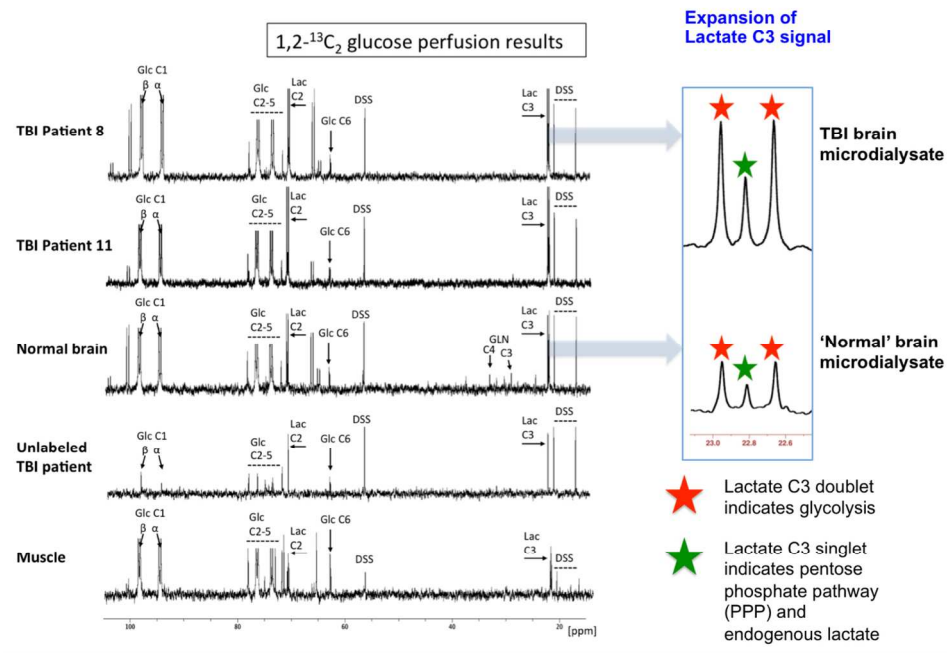 1,2-¹³C₂ glucose perfusion results
Expansion of
Lactate C3 signal
TBI Patient 8
Glc C1
β α
Glc
C2-5
Lac
C2
Glc C6
DSS
Lac
C3
DSS
TBI Patient 11
Glc C1
β α
Glc
C2-5
Lac
C2
Glc C6
DSS
Lac
C3
DSS
Normal brain
Glc C1
β α
Glc
C2-5
Lac
C2
Glc C6
DSS
GLN
C4 C3
Lac
C3
DSS
Unlabeled
TBI patient
Glc C1
β α
Glc
C2-5
Lac
C2
Glc C6
DSS
Lac
C3
DSS
Muscle
Glc C1
β α
Glc
C2-5
Lac
C2
Glc C6
DSS
Lac
C3
DSS
100 80 60 40 20 [ppm]
TBI brain
microdialysate
'Normal' brain
microdialysate
23.0 22.8 22.6
Lactate C3 doublet
indicates glycolysis
Lactate C3 singlet
indicates pentose
phosphate pathway
(PPP) and
endogenous lactate